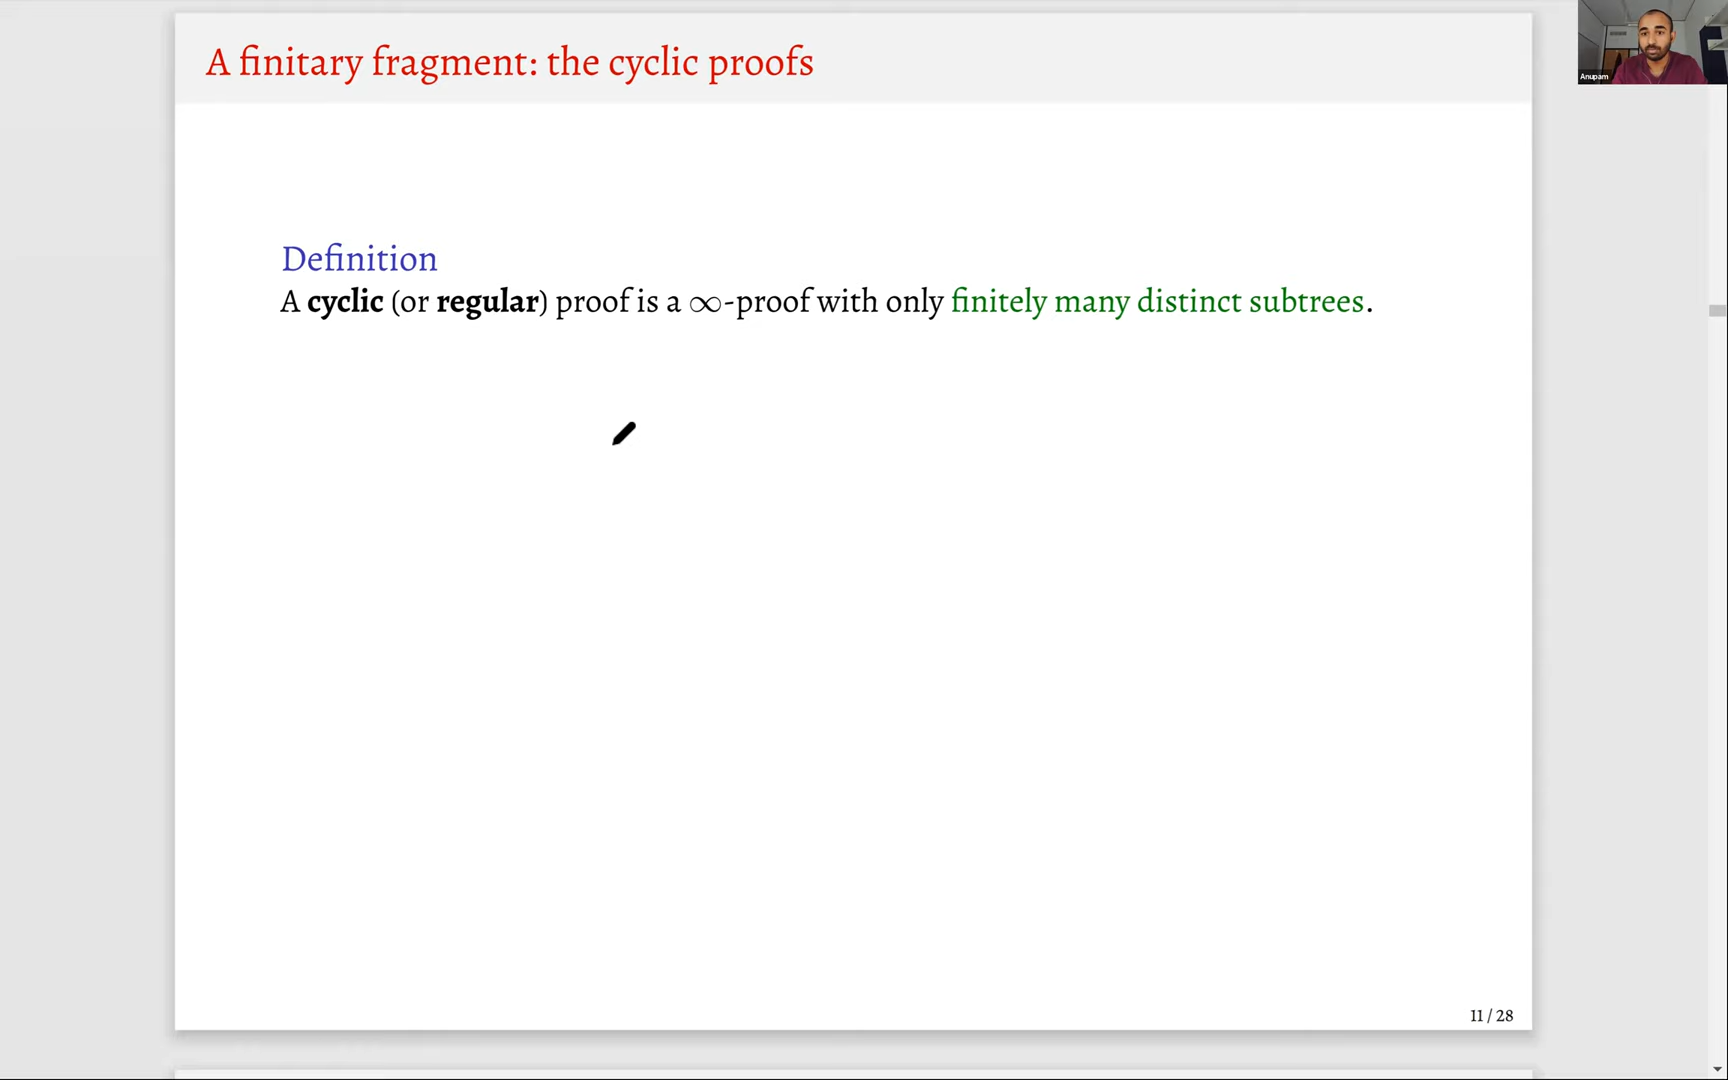 A finitary fragment: the cyclic proofs
Anupam
Definition
A cyclic (or regular) proof is a ∞-proof with only finitely many distinct subtrees.
11 / 28